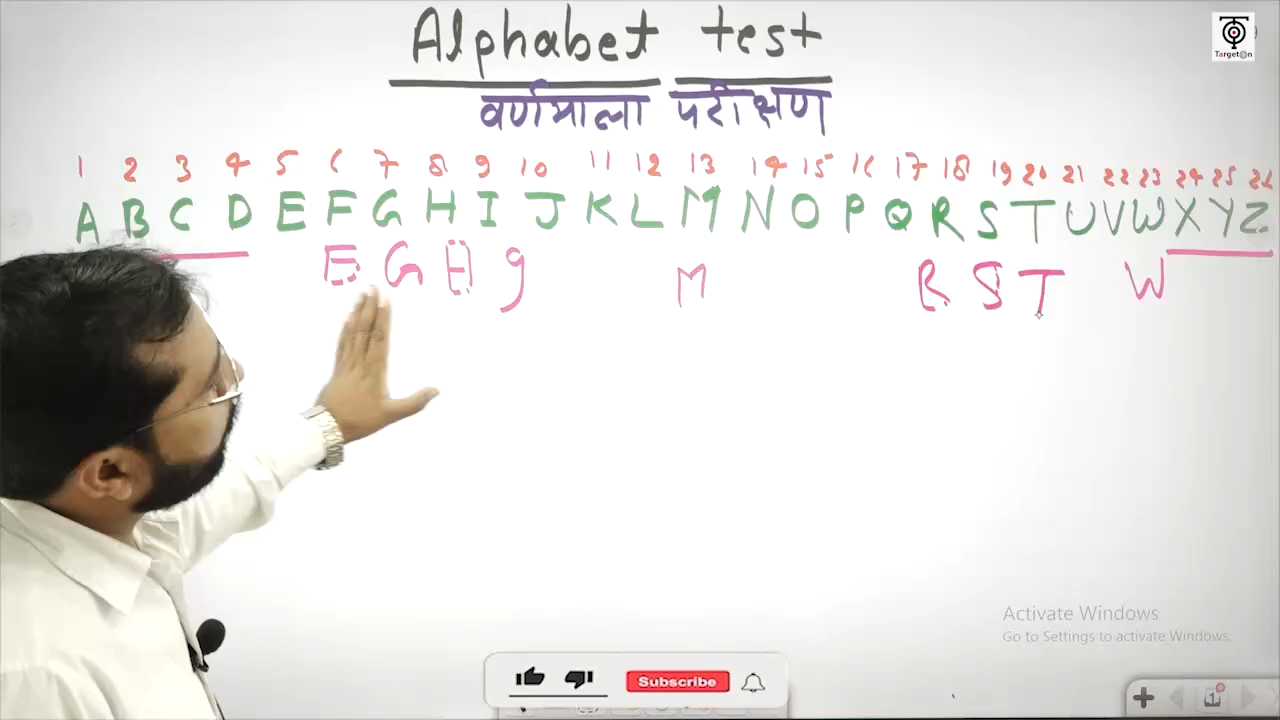 Alphabet test
वर्णमाला परीक्षण
TargetOn
1 2 3 4 5 6 7 8 9 10 11 12 13 14 15 16 17 18 19 20 21 22 23 24 25 26
A B C D E F G H I J K L M N O P Q R S T U V W X Y Z
G H 9 M R S T W
Activate Windows
Go to Settings to activate Windows.
Subscribe
1